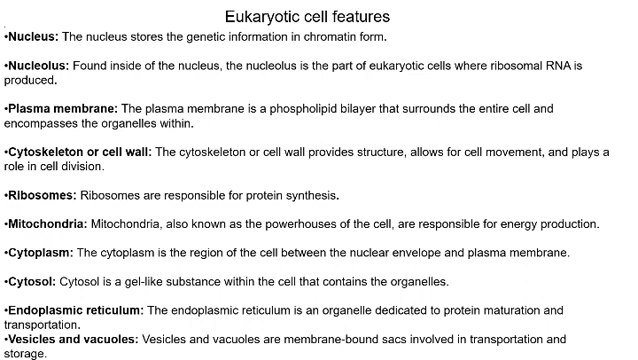 Eukaryotic cell features
•Nucleus: The nucleus stores the genetic information in chromatin form.
•Nucleolus: Found inside of the nucleus, the nucleolus is the part of eukaryotic cells where ribosomal RNA is
produced.
•Plasma membrane: The plasma membrane is a phospholipid bilayer that surrounds the entire cell and
encompasses the organelles within.
•Cytoskeleton or cell wall: The cytoskeleton or cell wall provides structure, allows for cell movement, and plays a
role in cell division.
•Ribosomes: Ribosomes are responsible for protein synthesis.
•Mitochondria: Mitochondria, also known as the powerhouses of the cell, are responsible for energy production.
•Cytoplasm: The cytoplasm is the region of the cell between the nuclear envelope and plasma membrane.
•Cytosol: Cytosol is a gel-like substance within the cell that contains the organelles.
•Endoplasmic reticulum: The endoplasmic reticulum is an organelle dedicated to protein maturation and
transportation.
•Vesicles and vacuoles: Vesicles and vacuoles are membrane-bound sacs involved in transportation and
storage.